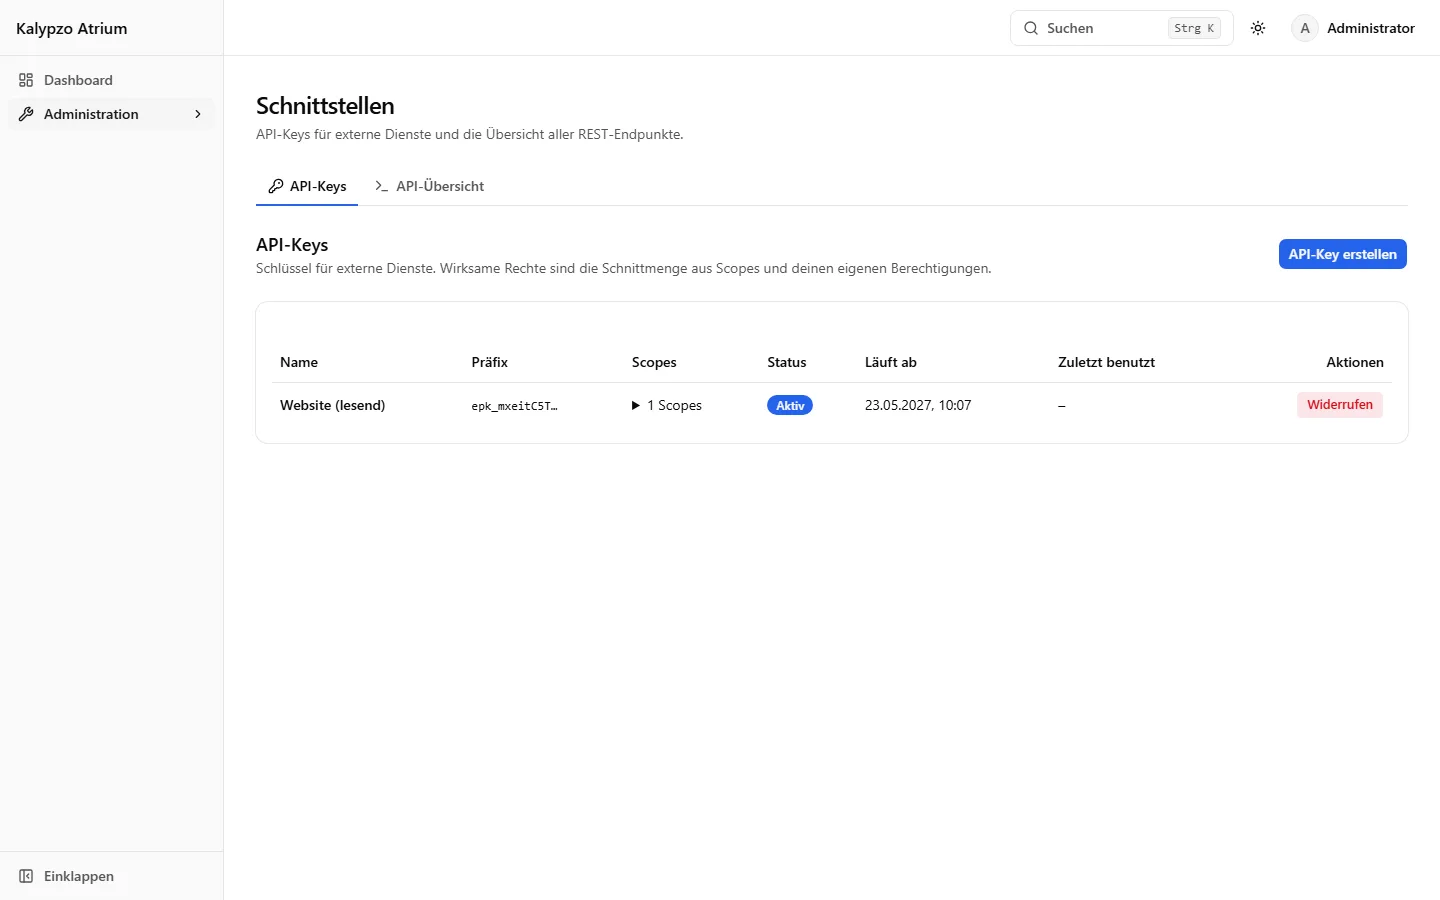 Kalypzo Atrium
Suchen
Strg K
A
Administrator
Dashboard
Administration
Schnittstellen
API-Keys für externe Dienste und die Übersicht aller REST-Endpunkte.
API-Keys
API-Übersicht
API-Keys
Schlüssel für externe Dienste. Wirksame Rechte sind die Schnittmenge aus Scopes und deinen eigenen Berechtigungen.
API-Key erstellen
Name Präfix Scopes Status Läuft ab Zuletzt benutzt Aktionen
Website (lesend) epk_mxeitC5T… 1 Scopes Aktiv 23.05.2027, 10:07 – Widerrufen
Einklappen